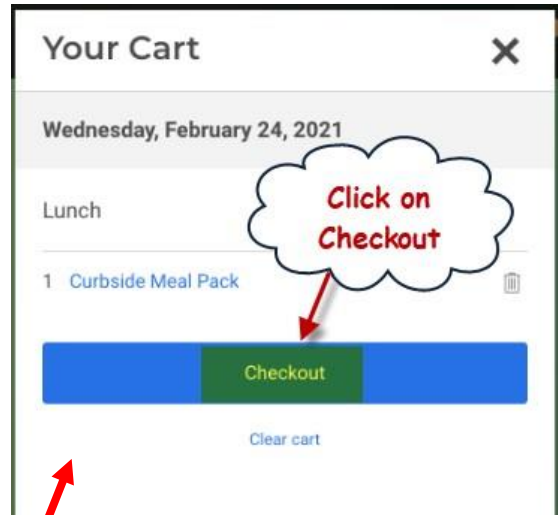 Your Cart
Wednesday, February 24, 2021
Lunch
Click on
Checkout
1 Curbside Meal Pack
Checkout
Clear cart